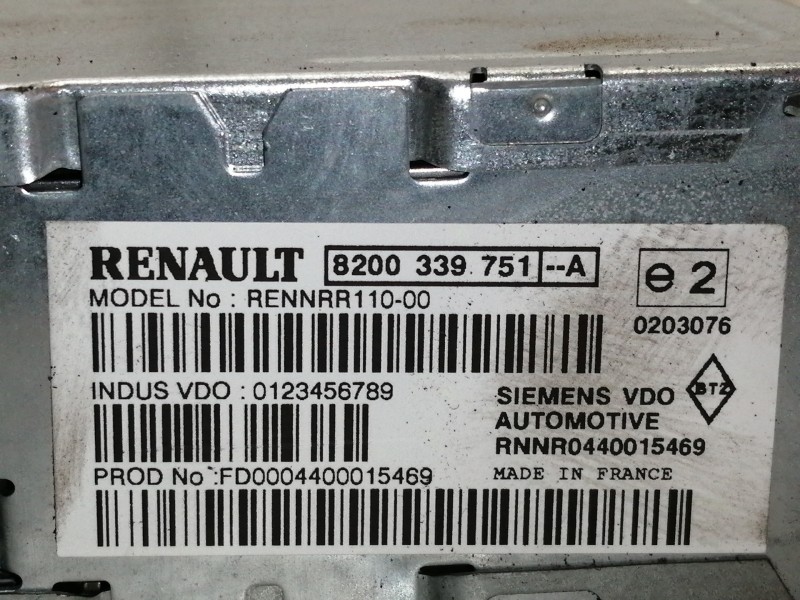 RENAULT 8200 339 751 --A e 2
MODEL No : RENNRR110-00
0203076
INDUS VDO : 0123456789
SIEMENS VDO BTZ
AUTOMOTIVE
RNNR0440015469
PROD No :FD0004400015469
MADE IN FRANCE